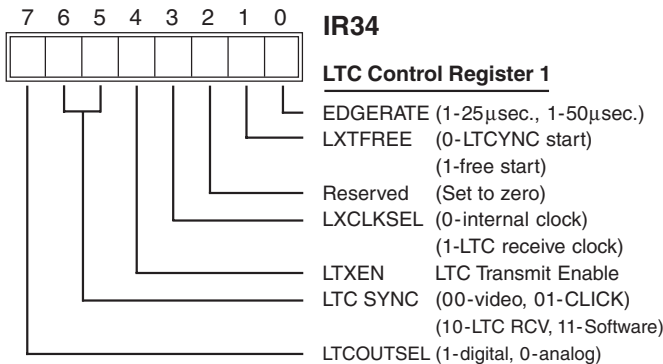 7 6 5 4 3 2 1 0
IR34
LTC Control Register 1
EDGERATE (1-25μsec., 1-50μsec.)
LXTFREE (0-LTCYNC start)
(1-free start)
Reserved (Set to zero)
LXCLKSEL (0-internal clock)
(1-LTC receive clock)
LTXEN LTC Transmit Enable
LTC SYNC (00-video, 01-CLICK)
(10-LTC RCV, 11-Software)
LTCOUTSEL (1-digital, 0-analog)